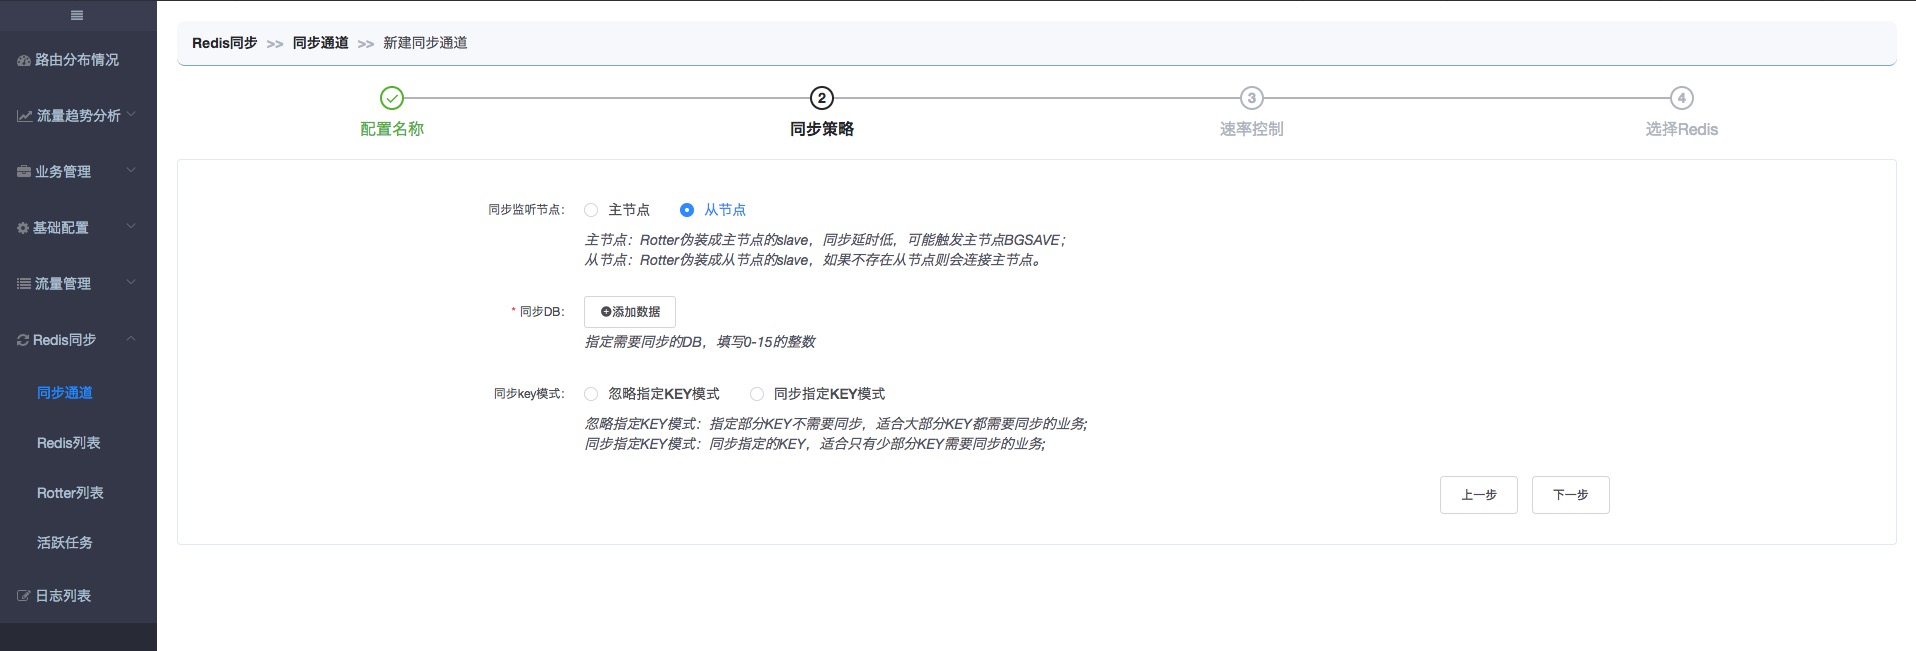 路由分布情况
流量趋势分析
业务管理
基础配置
流量管理
Redis同步
同步通道
Redis列表
Rotter列表
活跃任务
日志列表
Redis同步 >> 同步通道 >> 新建同步通道
2 3 4
配置名称 同步策略 速率控制 选择Redis
同步监听节点： 主节点 从节点
主节点：Rotter伪装成主节点的slave，同步延时低，可能触发主节点BGSAVE；
从节点：Rotter伪装成从节点的slave，如果不存在从节点则会连接主节点。
* 同步DB： 添加数据
指定需要同步的DB，填写0-15的整数
同步key模式： 忽略指定KEY模式 同步指定KEY模式
忽略指定KEY模式：指定部分KEY不需要同步，适合大部分KEY都需要同步的业务;
同步指定KEY模式：同步指定的KEY，适合只有少部分KEY需要同步的业务;
上一步 下一步